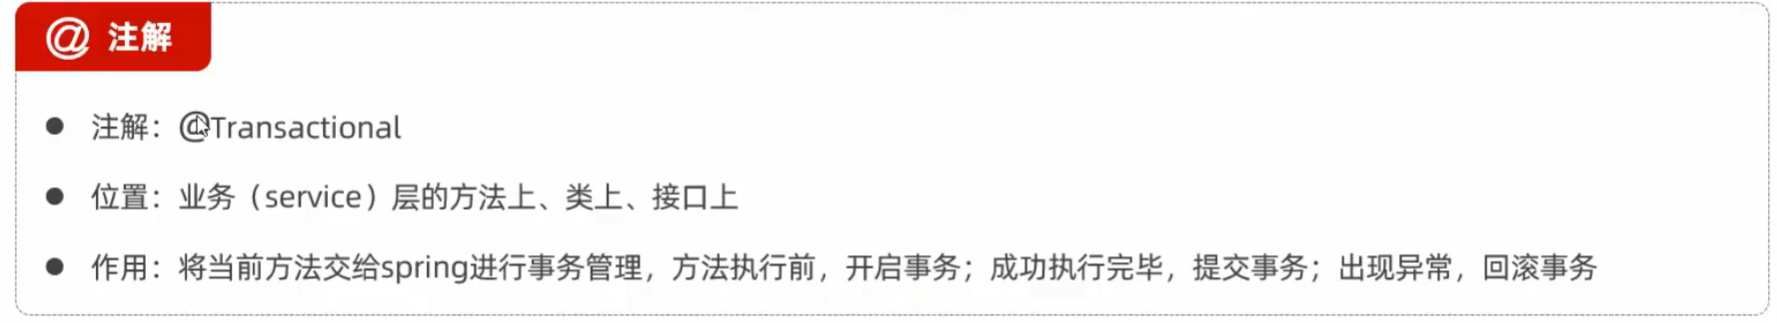 @ 注解
● 注解：@Transactional
● 位置：业务（service）层的方法上、类上、接口上
● 作用：将当前方法交给spring进行事务管理，方法执行前，开启事务；成功执行完毕，提交事务；出现异常，回滚事务